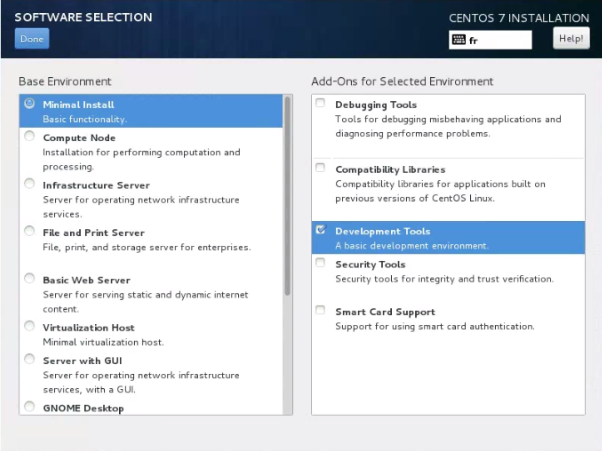 SOFTWARE SELECTION
CENTOS 7 INSTALLATION
Done
fr
Help!
Base Environment
Minimal Install
Basic functionality.
Compute Node
Installation for performing computation and
processing.
Infrastructure Server
Server for operating network infrastructure
services.
File and Print Server
File, print, and storage server for enterprises.
Basic Web Server
Server for serving static and dynamic internet
content.
Virtualization Host
Minimal virtualization host.
Server with GUI
Server for operating network infrastructure
services, with a GUI.
GNOME Desktop
Add-Ons for Selected Environment
Debugging Tools
Tools for debugging misbehaving applications and
diagnosing performance problems.
Compatibility Libraries
Compatibility libraries for applications built on
previous versions of CentOS Linux.
Development Tools
A basic development environment.
Security Tools
Security tools for integrity and trust verification.
Smart Card Support
Support for using smart card authentication.